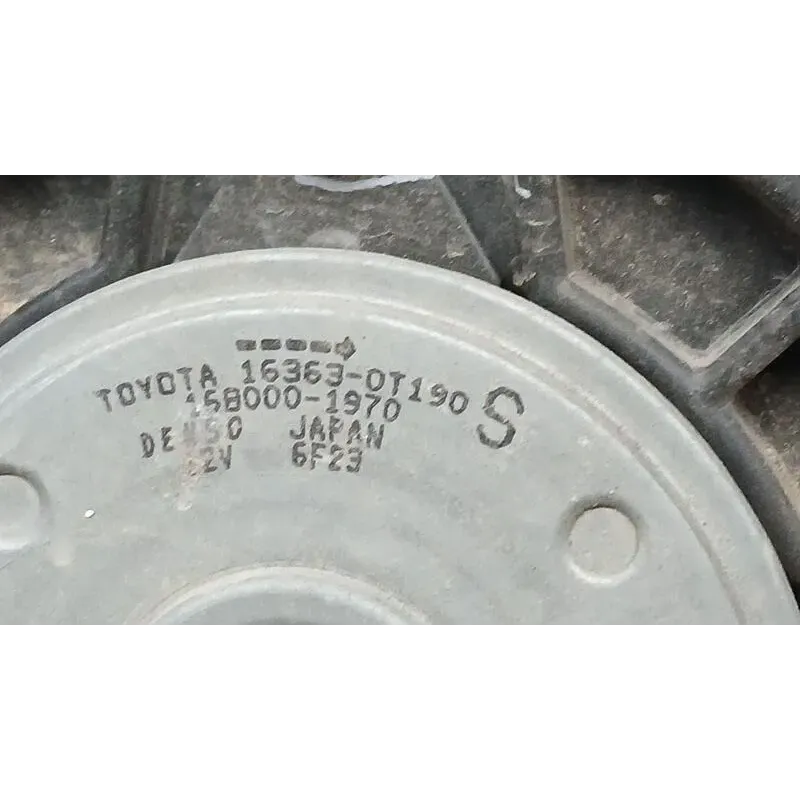 TOYOTA 16363-0T190 S
168000-1970
DENSO JAPAN
12V 6F23